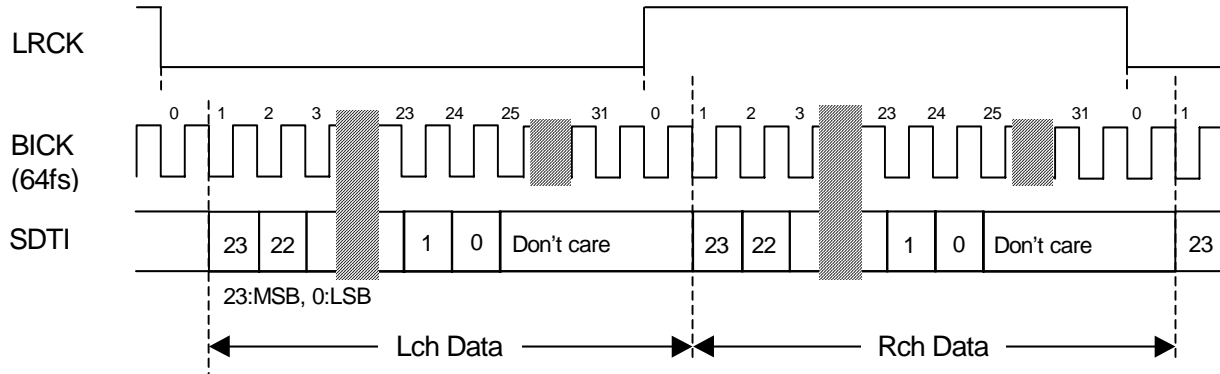 LRCK
0 1 2 3 23 24 25 31 0 1 2 3 23 24 25 31 0 1
BICK
(64fs)
SDTI 23 22 1 0 Don't care 23 22 1 0 Don't care 23
23:MSB, 0:LSB
Lch Data Rch Data